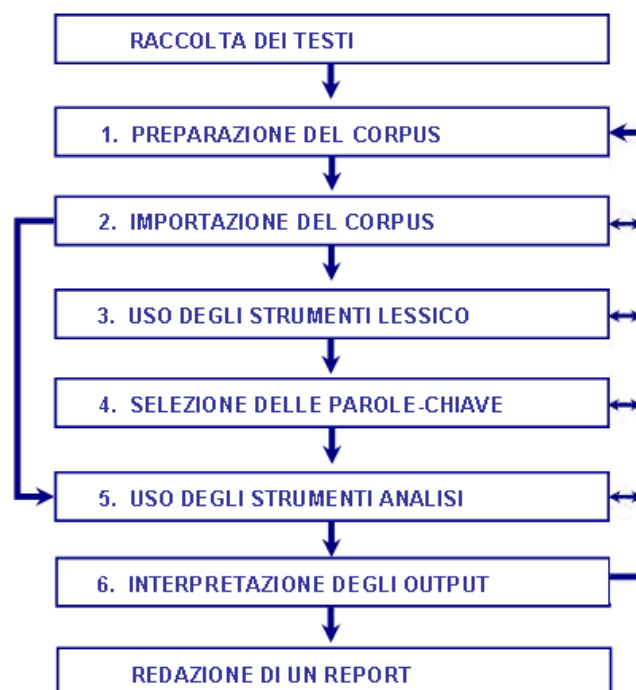 RACCOLTA DEI TESTI
1. PREPARAZIONE DEL CORPUS
2. IMPORTAZIONE DEL CORPUS
3. USO DEGLI STRUMENTI LESSICO
4. SELEZIONE DELLE PAROLE-CHIAVE
5. USO DEGLI STRUMENTI ANALISI
6. INTERPRETAZIONE DEGLI OUTPUT
REDAZIONE DI UN REPORT